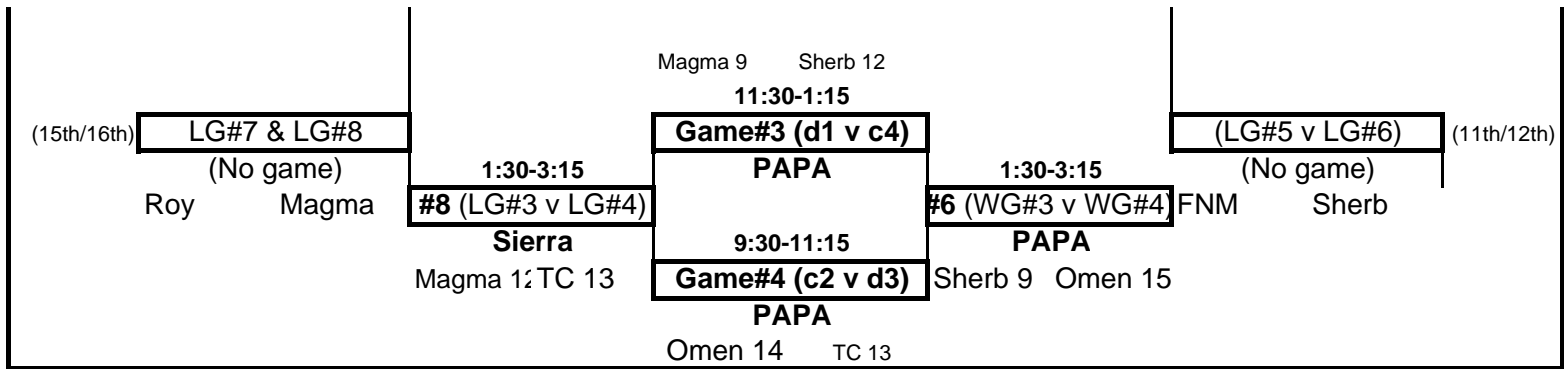 Magma 9 Sherb 12
11:30-1:15
(15th/16th) LG#7 & LG#8 Game#3 (d1 v c4) (LG#5 v LG#6) (11th/12th)
(No game) 1:30-3:15 PAPA 1:30-3:15 (No game)
Roy Magma #8 (LG#3 v LG#4) #6 (WG#3 v WG#4) FNM Sherb
Sierra 9:30-11:15 PAPA
Magma 12 TC 13 Game#4 (c2 v d3) Sherb 9 Omen 15
PAPA
Omen 14 TC 13